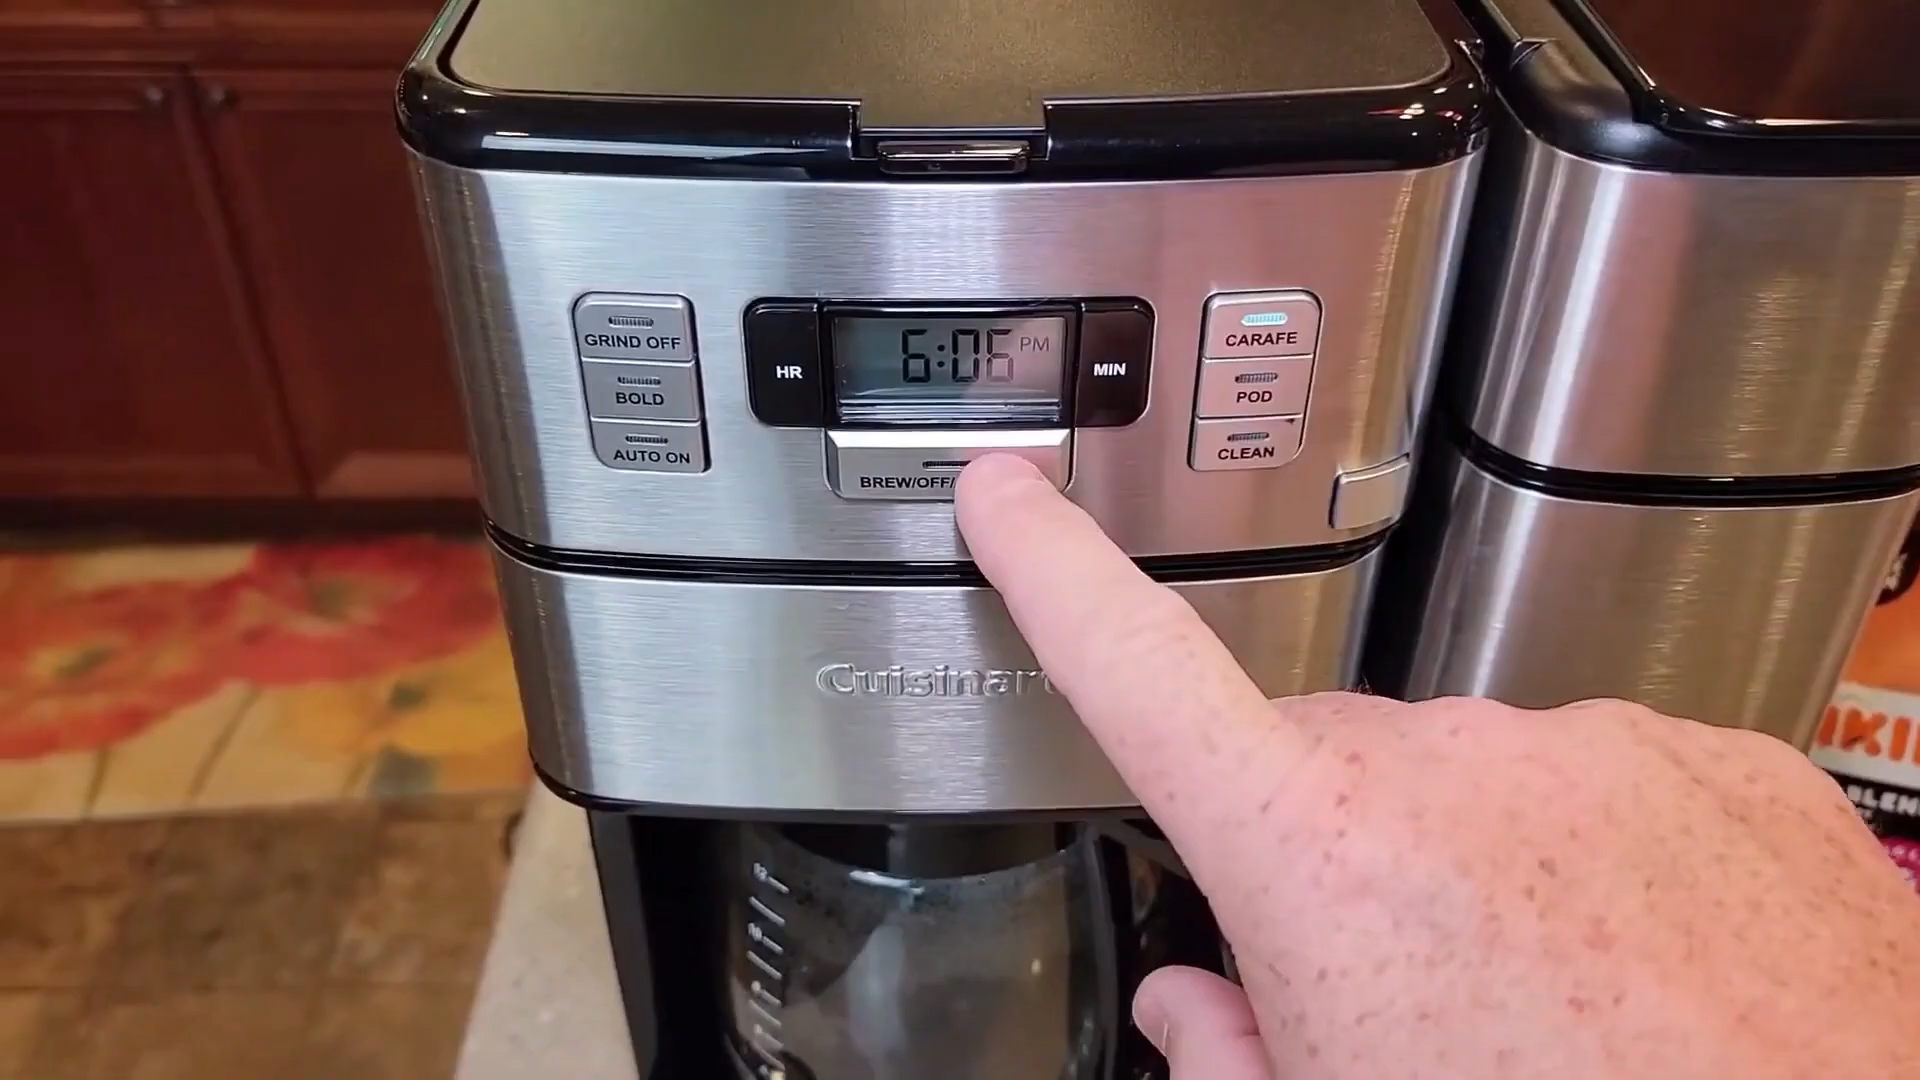 GRIND OFF
BOLD
AUTO ON
HR
6:06 PM
MIN
BREW/OFF/
CARAFE
POD
CLEAN
Cuisinart